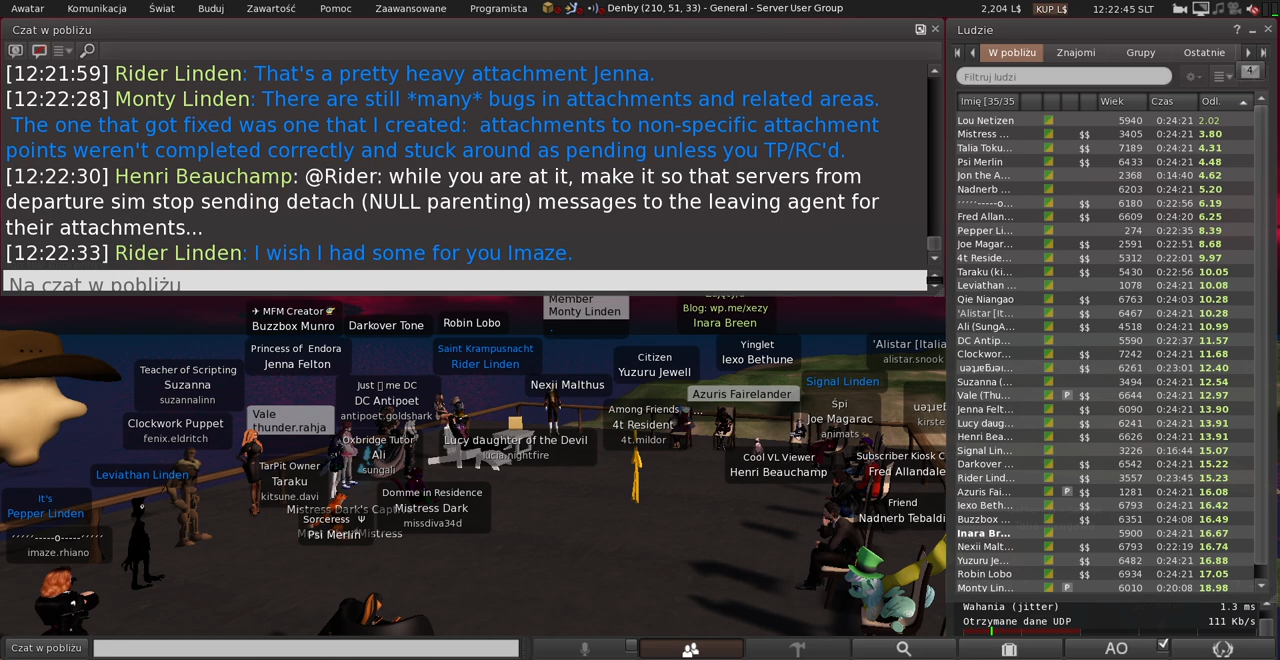 Awatar Komunikacja Świat Buduj Zawartość Pomoc Zaawansowane Programista Denby (210, 51, 33) - General - Server User Group 2,204 L$ KUP L$ 12:22:45 SLT
Czat w pobliżu
[12:21:59] Rider Linden: That's a pretty heavy attachment Jenna.
[12:22:28] Monty Linden: There are still *many* bugs in attachments and related areas.
The one that got fixed was one that I created: attachments to non-specific attachment
points weren't completed correctly and stuck around as pending unless you TP/RC'd.
[12:22:30] Henri Beauchamp: @Rider: while you are at it, make it so that servers from
departure sim stop sending detach (NULL parenting) messages to the leaving agent for
their attachments...
[12:22:33] Rider Linden: I wish I had some for you Imaze.
Na czat w pobliżu
✈ MFM Creator
Buzzbox Munro
Darkover Tone
Robin Lobo
Member
Monty Linden
Blog: wp.me/xezy
Inara Breen
Princess of Endora
Jenna Felton
Saint Krampusnacht
Rider Linden
Citizen
Yuzuru Jewell
Yinglet
Iexo Bethune
'Alistar [Italia
alistar.snook
Teacher of Scripting
Suzanna
suzannalinn
Just ▯ me DC
DC Antipoet
antipoet.goldshark
Nexii Malthus
Azuris Fairelander
Signal Linden
Clockwork Puppet
fenix.eldritch
Vale
thunder.rahja
Oxbridge Tutor
Ali
sungali
Lucy daughter of the Devil
lucia.nightfire
Among Friends
4t Resident
4t.mildor
Śpi
Joe Magarac
animats
kirste
Leviathan Linden
TarPit Owner
Taraku
kitsune.davi
Cool VL Viewer
Henri Beauchamp
Subscriber Kiosk C
Fred Allandale
It's
Pepper Linden
Domme in Residence
Mistress Dark
missdiva34d
Mistress Dark's
Sorceress Ψ
Psi Merlin
Mistress
Friend
Nadnerb Tebaldi
′′′′′-----o-----′′′′′
imaze.rhiano
Ludzie
W pobliżu Znajomi Grupy Ostatnie
Filtruj ludzi 4
Imię [35/35 Wiek Czas Odl.
Lou Netizen 5940 0:24:21 2.02
Mistress ... $$ 3405 0:24:21 3.80
Talia Toku... $$ 7189 0:24:21 4.31
Psi Merlin $$ 6433 0:24:21 4.48
Jon the A... 2368 0:14:40 4.62
Nadnerb ... 6203 0:24:21 5.20
′′′′′-----o... $$ 6180 0:22:56 6.19
Fred Allan... $$ 6609 0:24:20 6.25
Pepper Li... 274 0:22:35 8.39
Joe Magar... $$ 2591 0:22:51 8.68
4t Reside... $$ 5312 0:22:01 9.97
Taraku (ki... $$ 5430 0:22:56 10.05
Leviathan ... 1078 0:24:21 10.08
Qie Niangao $$ 6763 0:24:03 10.28
'Alistar [It... $$ 6467 0:24:21 10.28
Ali (SungA... $$ 4518 0:24:21 10.99
DC Antip... 5590 0:22:37 11.57
Clockwor... $$ 7242 0:24:21 11.68
$$ 6261 0:23:01 12.40
Suzanna (... 3494 0:24:21 12.54
Vale (Thu... P $$ 6644 0:24:21 12.97
Jenna Felt... $$ 6090 0:24:21 13.90
Lucy daug... $$ 6241 0:24:21 13.91
Henri Bea... $$ 6626 0:24:21 13.91
Signal Lin... 3226 0:16:44 15.07
Darkover ... $$ 6542 0:24:21 15.22
Rider Lind... $$ 3557 0:23:45 15.23
Azuris Fai... P $$ 1281 0:24:21 16.08
Iexo Beth... $$ 6793 0:24:21 16.42
Buzzbox ... $$ 6351 0:24:08 16.49
Inara Br... 5900 0:24:21 16.67
Nexii Malt... $$ 6793 0:22:19 16.74
Yuzuru Je... $$ 6482 0:24:21 16.88
Robin Lobo $$ 6934 0:24:21 17.05
Monty Lin... P 6010 0:20:08 18.98
Wahania (jitter) 1.3 ms
Otrzymane dane UDP 111 Kb/s
Czat w pobliżu AO